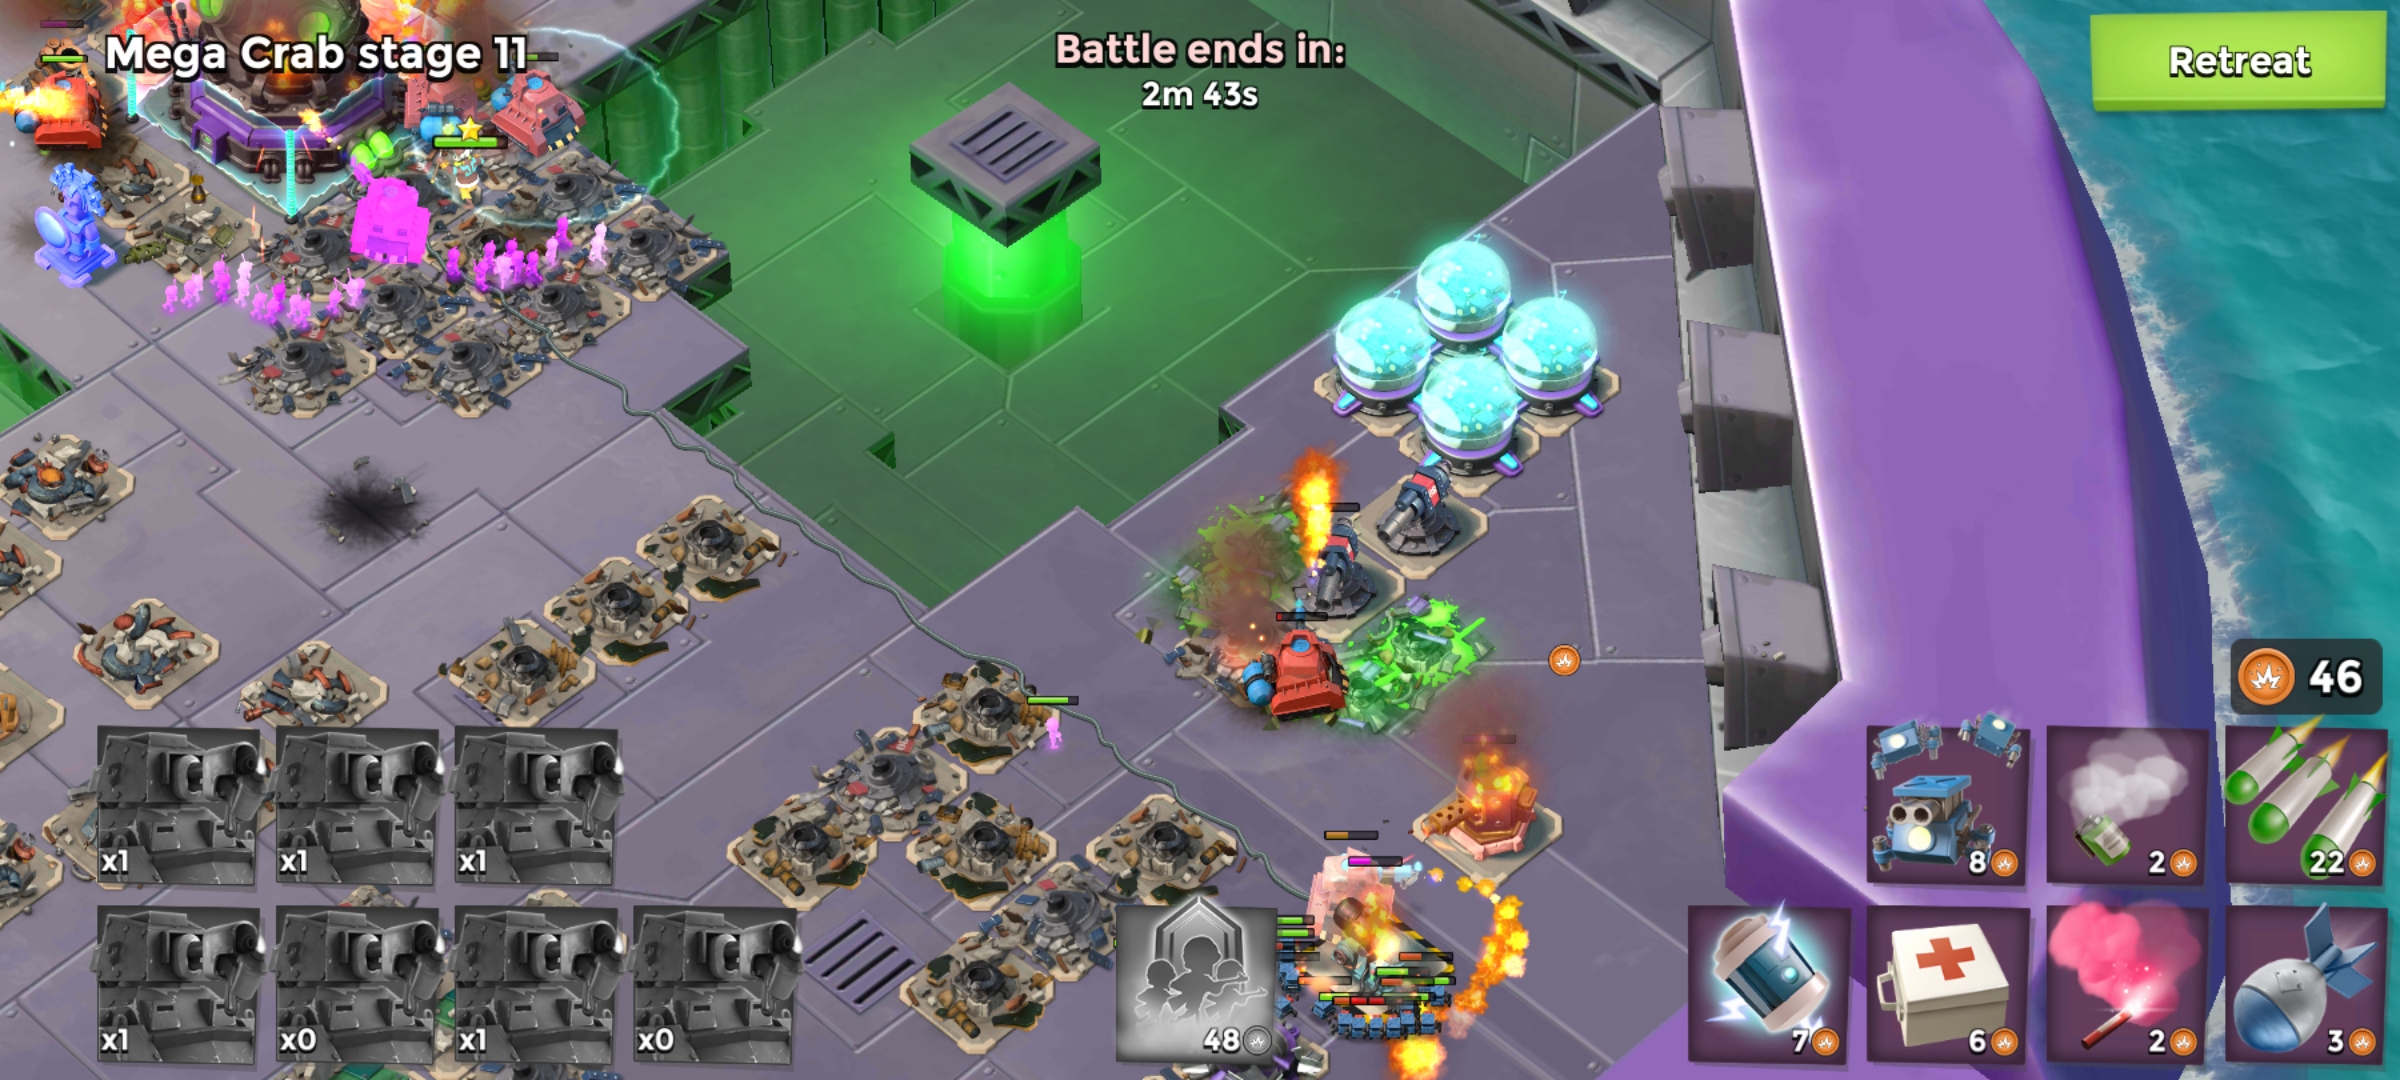 Mega Crab stage 11
Battle ends in:
2m 43s
Retreat
46
x1
x1
x1
8
2
22
x1
x0
x1
x0
48
7
6
2
3